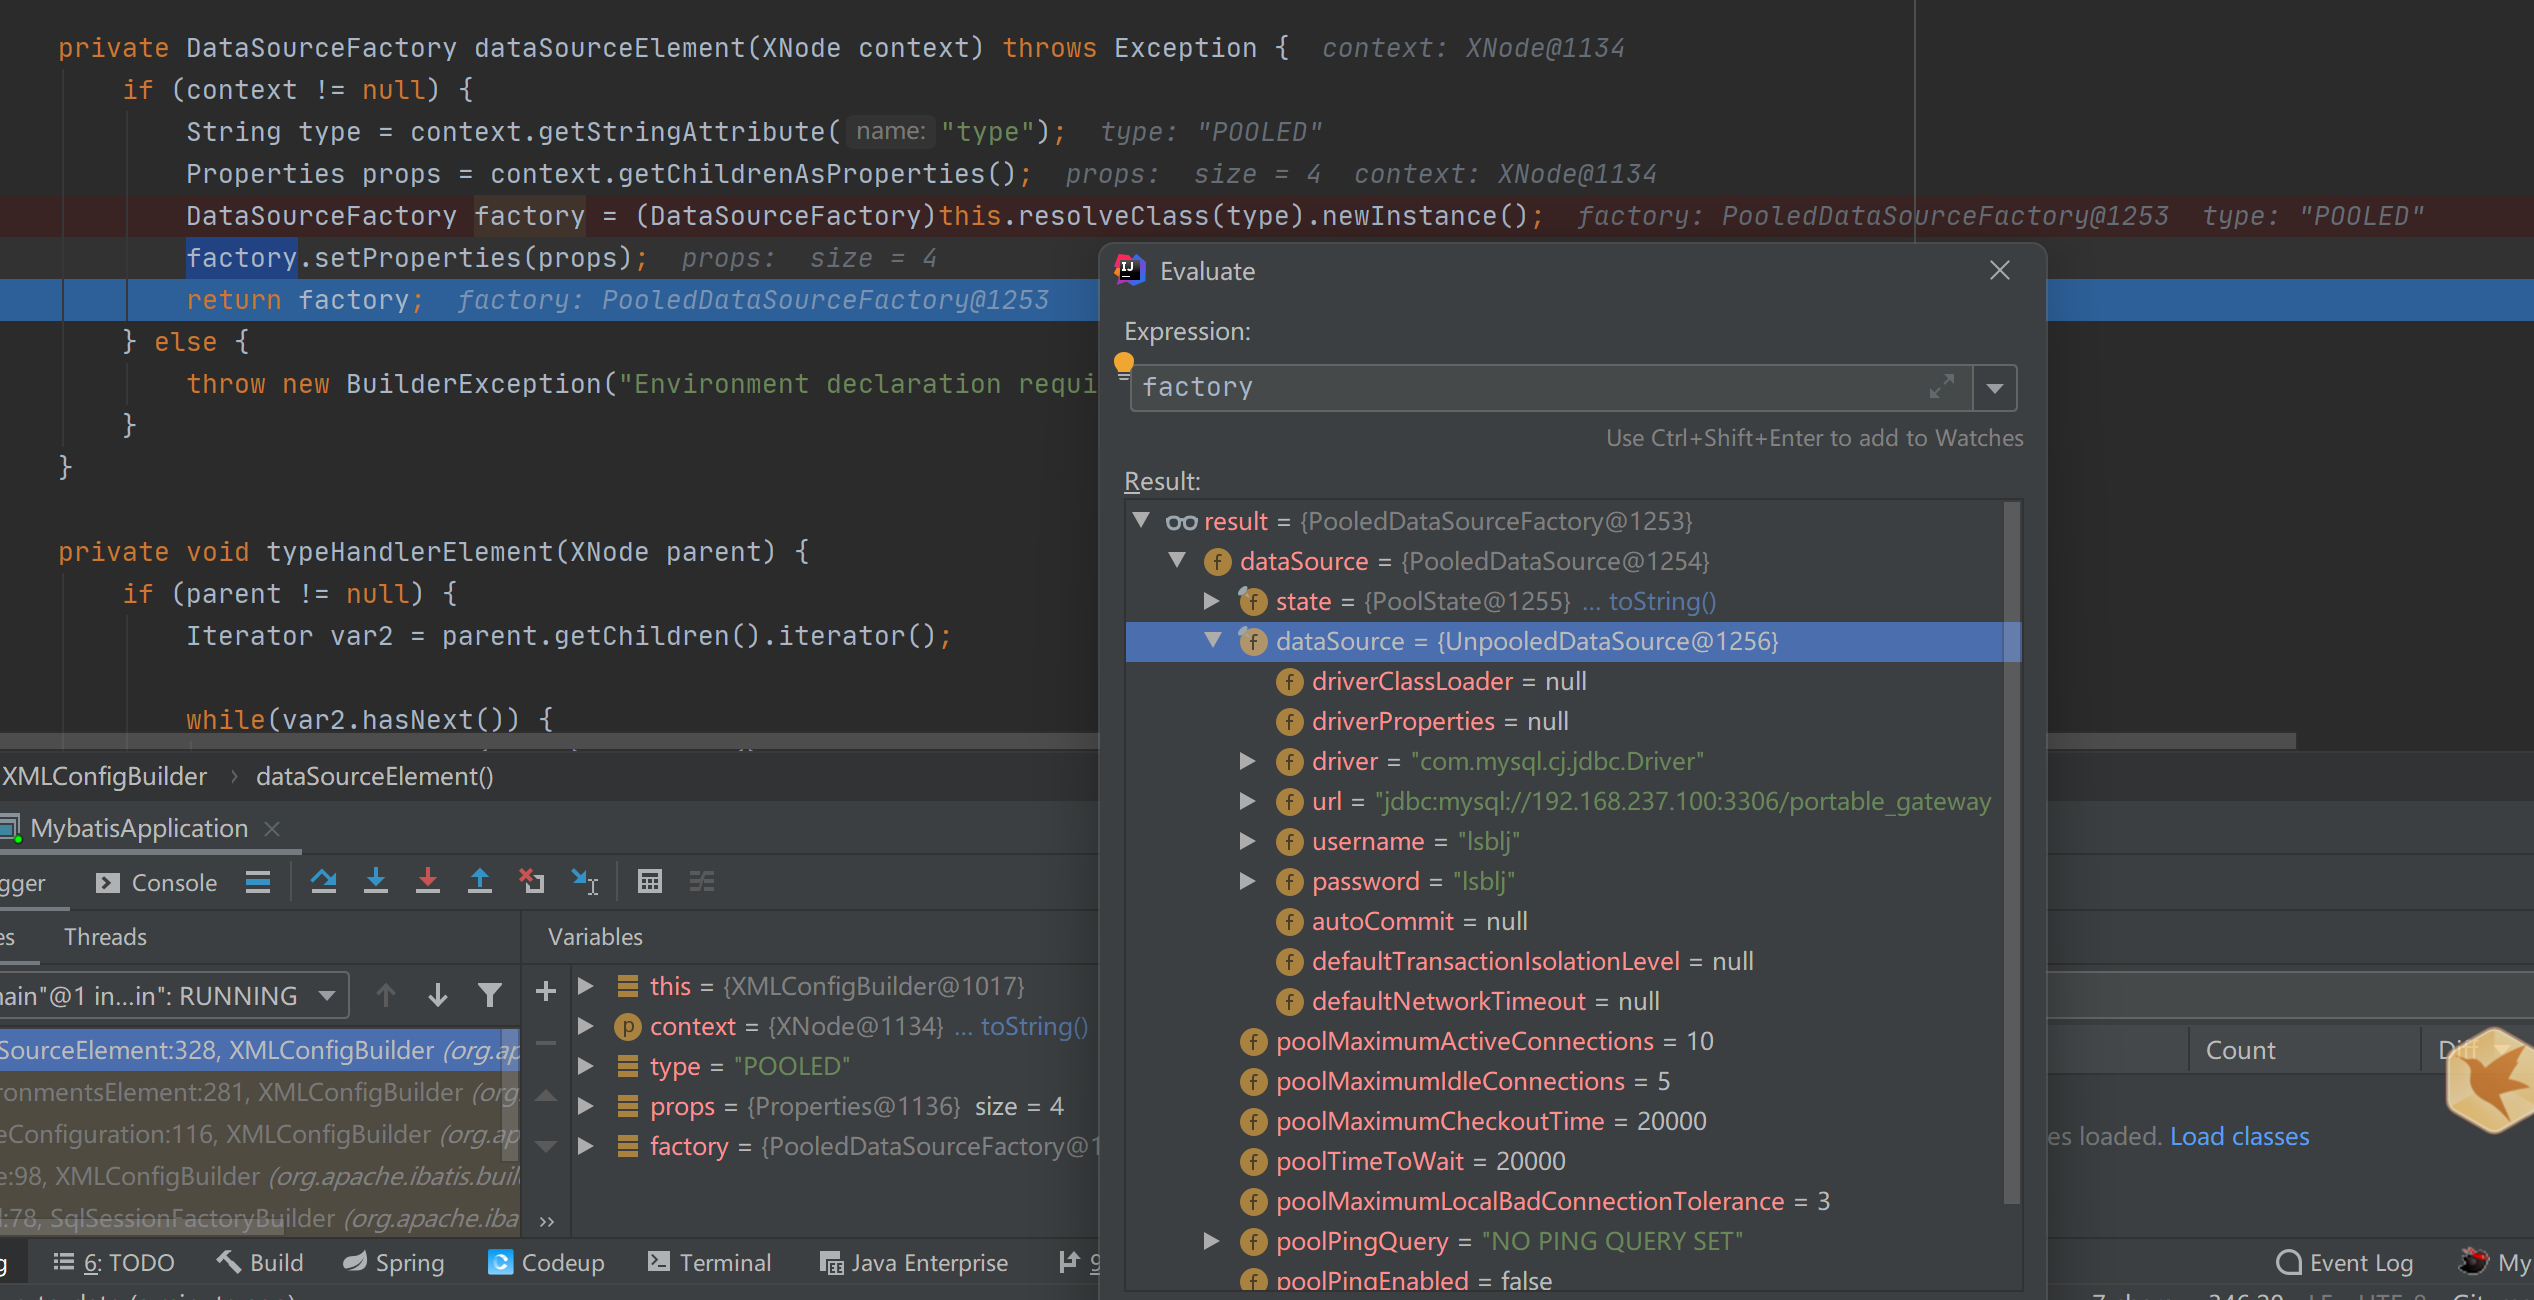 private DataSourceFactory dataSourceElement(XNode context) throws Exception {  context: XNode@1134
if (context != null) {
String type = context.getStringAttribute( name: "type");  type: "POOLED"
Properties props = context.getChildrenAsProperties();  props:  size = 4  context: XNode@1134
DataSourceFactory factory = (DataSourceFactory)this.resolveClass(type).newInstance();  factory: PooledDataSourceFactory@1253  type: "POOLED"
factory.setProperties(props);  props:  size = 4
return factory;  factory: PooledDataSourceFactory@1253
} else {
throw new BuilderException("Environment declaration requi
}
}
private void typeHandlerElement(XNode parent) {
if (parent != null) {
Iterator var2 = parent.getChildren().iterator();
while(var2.hasNext()) {
XMLConfigBuilder › dataSourceElement()
MybatisApplication
gger Console
es Threads
Variables
ain"@1 in...in": RUNNING
SourceElement:328, XMLConfigBuilder (org.ap
ronmentsElement:281, XMLConfigBuilder (org.
eConfiguration:116, XMLConfigBuilder (org.ap
e:98, XMLConfigBuilder (org.apache.ibatis.buil
l:78, SqlSessionFactoryBuilder (org.apache.iba
this = {XMLConfigBuilder@1017}
context = {XNode@1134} ... toString()
type = "POOLED"
props = {Properties@1136} size = 4
factory = {PooledDataSourceFactory@1
Evaluate
Expression:
factory
Use Ctrl+Shift+Enter to add to Watches
Result:
result = {PooledDataSourceFactory@1253}
dataSource = {PooledDataSource@1254}
state = {PoolState@1255} ... toString()
dataSource = {UnpooledDataSource@1256}
driverClassLoader = null
driverProperties = null
driver = "com.mysql.cj.jdbc.Driver"
url = "jdbc:mysql://192.168.237.100:3306/portable_gateway
username = "lsblj"
password = "lsblj"
autoCommit = null
defaultTransactionIsolationLevel = null
defaultNetworkTimeout = null
poolMaximumActiveConnections = 10
poolMaximumIdleConnections = 5
poolMaximumCheckoutTime = 20000
poolTimeToWait = 20000
poolMaximumLocalBadConnectionTolerance = 3
poolPingQuery = "NO PING QUERY SET"
poolPingEnabled = false
Count Diff
es loaded. Load classes
g 6: TODO Build Spring Codeup Terminal Java Enterprise 9
Event Log My